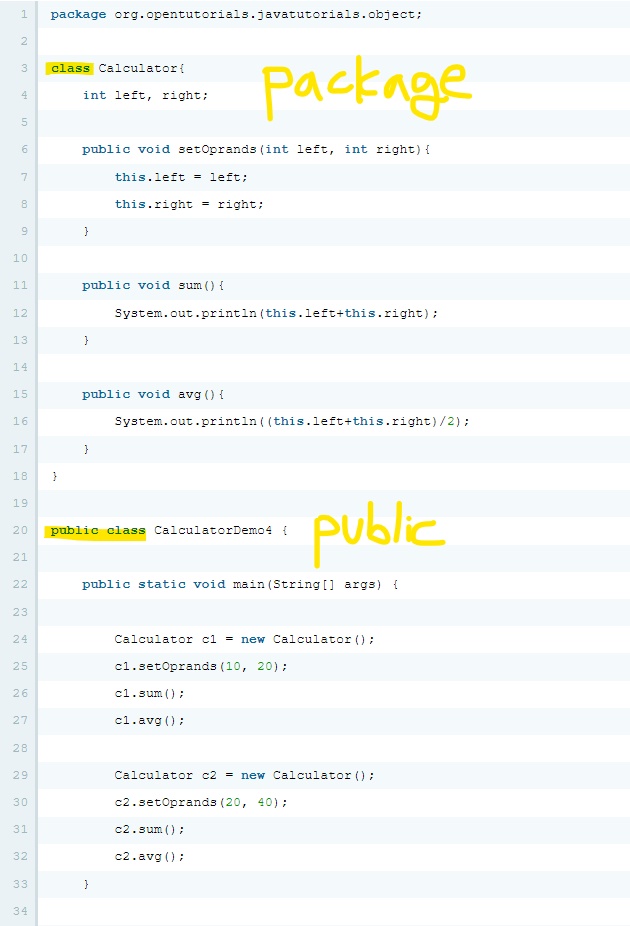 1 package org.opentutorials.javatutorials.object;
2
3 class Calculator{
package
4 int left, right;
5
6 public void setOprands(int left, int right){
7 this.left = left;
8 this.right = right;
9 }
10
11 public void sum(){
12 System.out.println(this.left+this.right);
13 }
14
15 public void avg(){
16 System.out.println((this.left+this.right)/2);
17 }
18 }
19
20 public class CalculatorDemo4 {
public
21
22 public static void main(String[] args) {
23
24 Calculator c1 = new Calculator();
25 c1.setOprands(10, 20);
26 c1.sum();
27 c1.avg();
28
29 Calculator c2 = new Calculator();
30 c2.setOprands(20, 40);
31 c2.sum();
32 c2.avg();
33 }
34